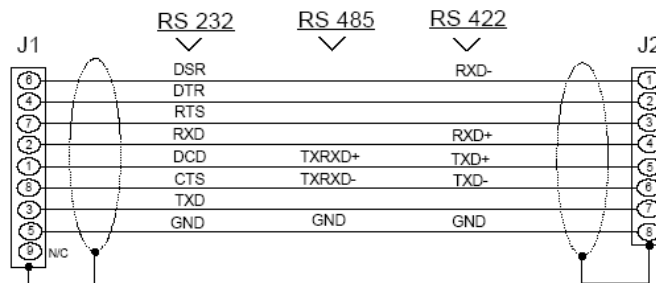 RS 232 RS 485 RS 422
J1 J2
6 DSR RXD- 1
4 DTR 2
7 RTS 3
2 RXD RXD+ 4
1 DCD TXRXD+ TXD+ 5
8 CTS TXRXD- TXD- 6
3 TXD 7
5 GND GND GND 8
9 N/C